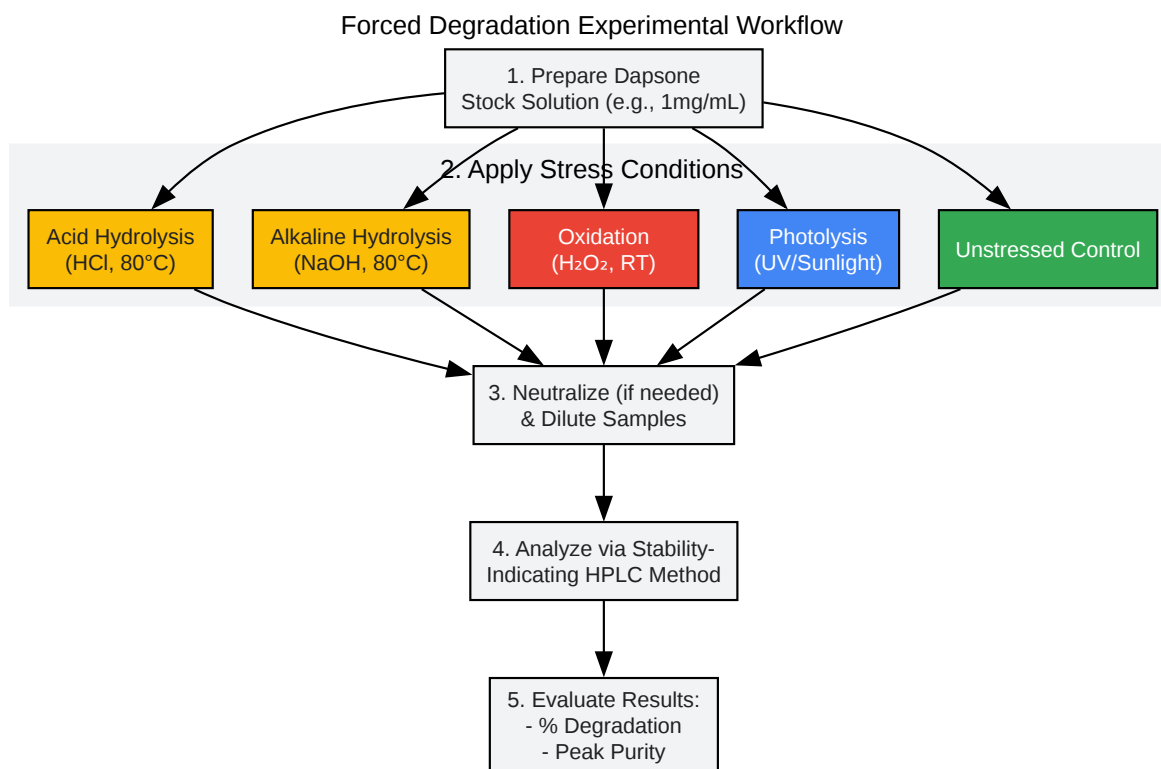 Forced Degradation Experimental Workflow
1. Prepare Dapsone
Stock Solution (e.g., 1mg/mL)
2. Apply Stress Conditions
Acid Hydrolysis
(HCl, 80°C)
Alkaline Hydrolysis
(NaOH, 80°C)
Oxidation
(H₂O₂, RT)
Photolysis
(UV/Sunlight)
Unstressed Control
3. Neutralize (if needed)
& Dilute Samples
4. Analyze via Stability-
Indicating HPLC Method
5. Evaluate Results:
- % Degradation
- Peak Purity